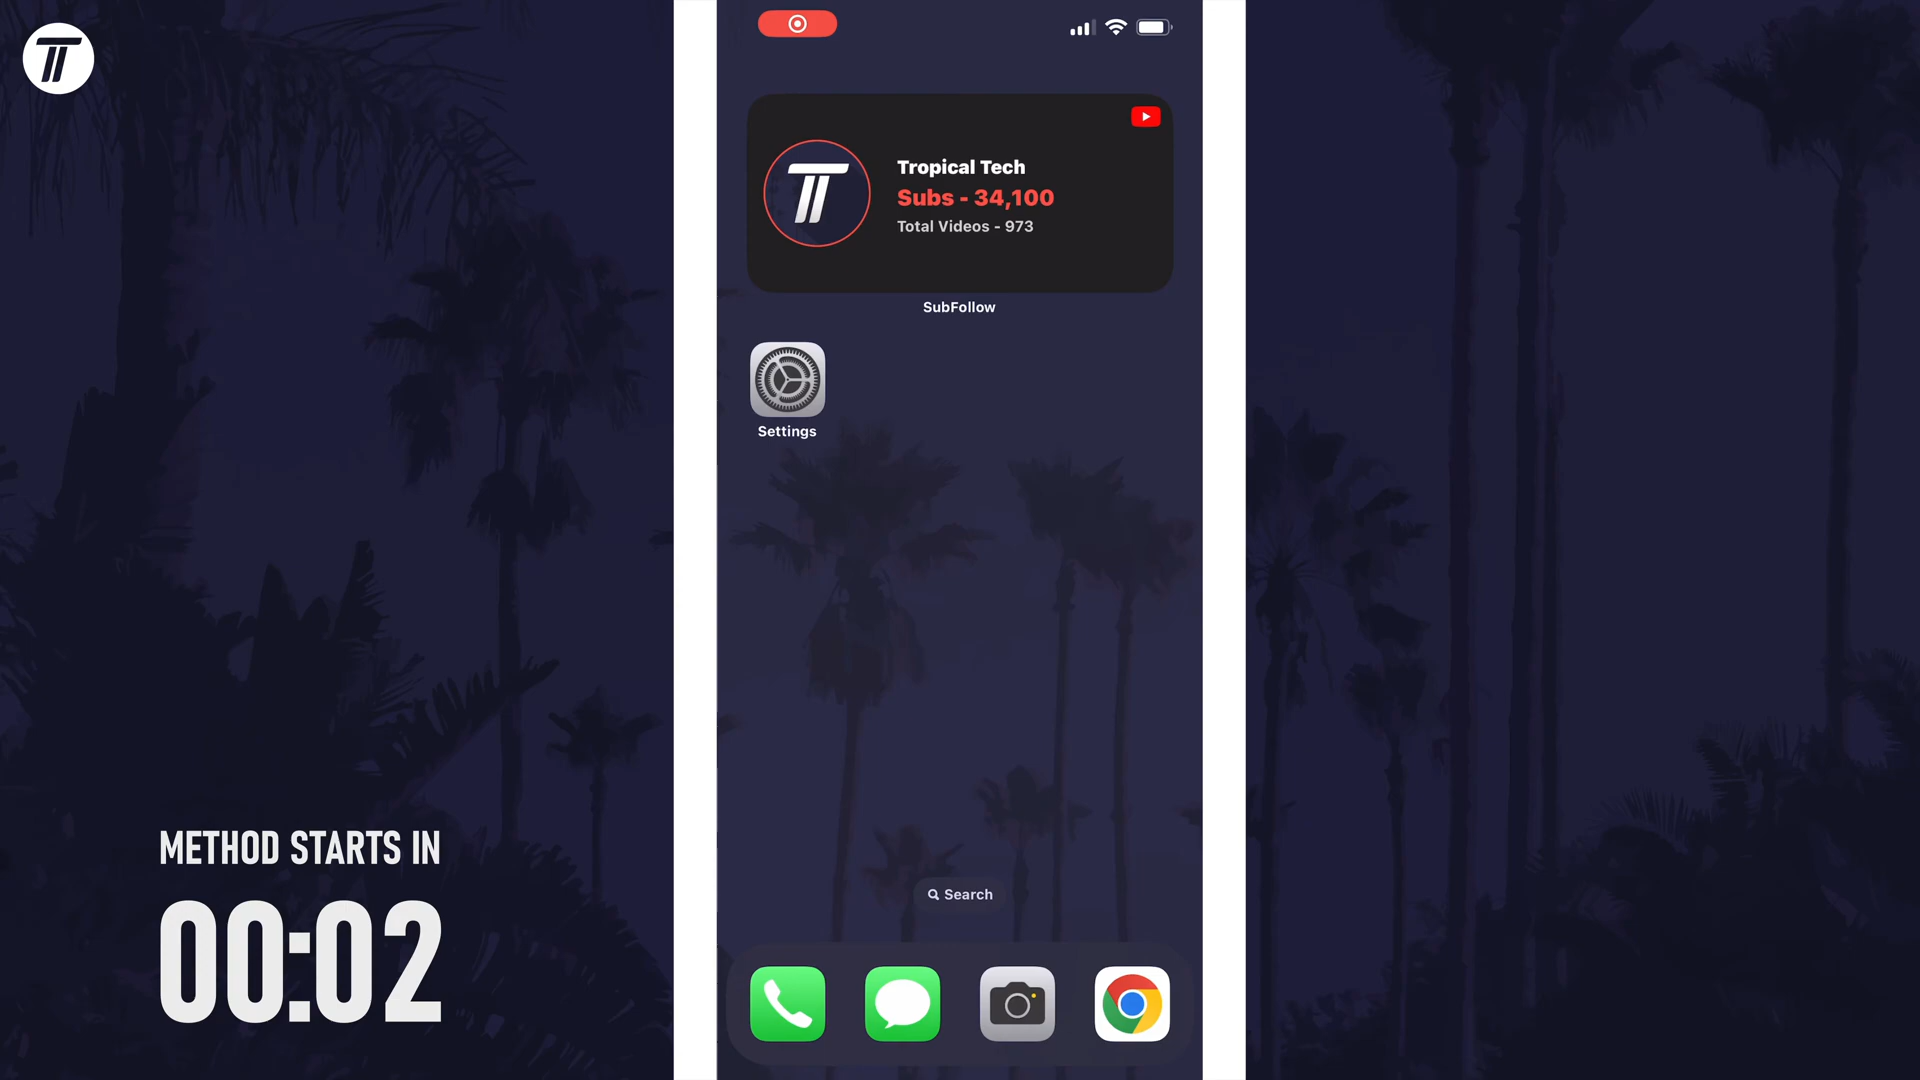 Tropical Tech
Subs - 34,100
Total Videos - 973
SubFollow
Settings
METHOD STARTS IN
00:02
Search